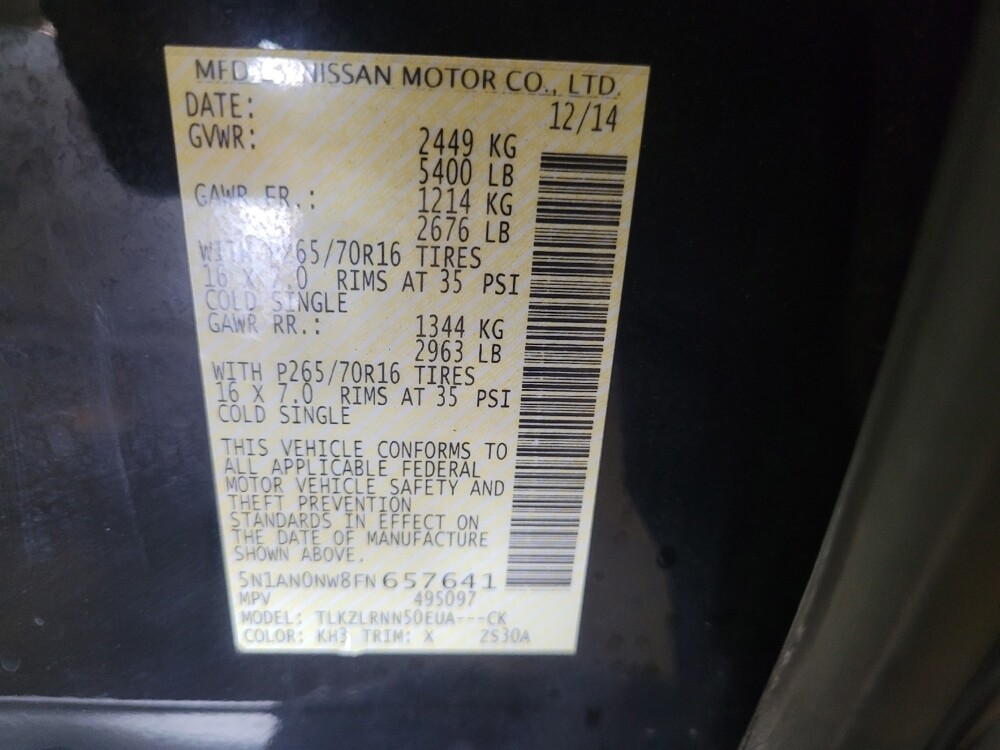 MFD BY NISSAN MOTOR CO., LTD.
DATE: 12/14
GVWR: 2449 KG
5400 LB
GAWR FR.: 1214 KG
2676 LB
WITH P265/70R16 TIRES
16 X 7.0 RIMS AT 35 PSI
COLD SINGLE
GAWR RR.: 1344 KG
2963 LB
WITH P265/70R16 TIRES
16 X 7.0 RIMS AT 35 PSI
COLD SINGLE
THIS VEHICLE CONFORMS TO
ALL APPLICABLE FEDERAL
MOTOR VEHICLE SAFETY AND
THEFT PREVENTION
STANDARDS IN EFFECT ON
THE DATE OF MANUFACTURE
SHOWN ABOVE.
5N1AN0NW8FN657641
MPV 495097
MODEL: TLKZLRNN50EUA---CK
COLOR: KH3 TRIM: X ZS30A